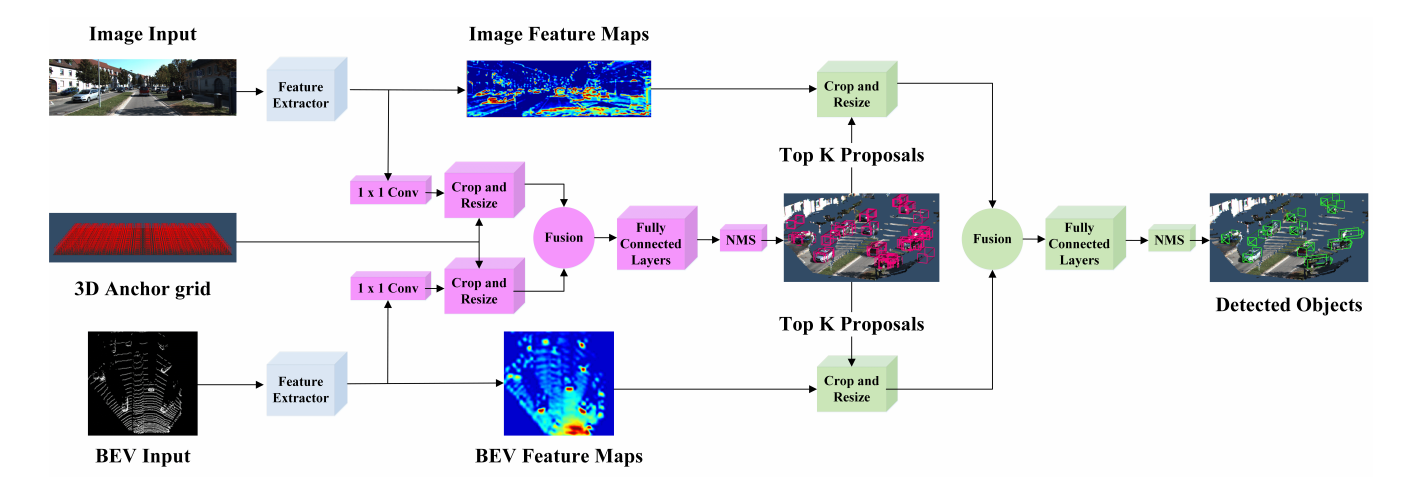 Image Input
Image Feature Maps
Feature
Extractor
Crop and
Resize
Top K Proposals
1 x 1 Conv
Crop and
Resize
Fusion
Fully
Connected
Layers
NMS
Fusion
Fully
Connected
Layers
NMS
3D Anchor grid
1 x 1 Conv
Crop and
Resize
Detected Objects
Top K Proposals
Feature
Extractor
Crop and
Resize
BEV Input
BEV Feature Maps